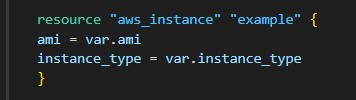 resource "aws_instance" "example" {
ami = var.ami
instance_type = var.instance_type
}